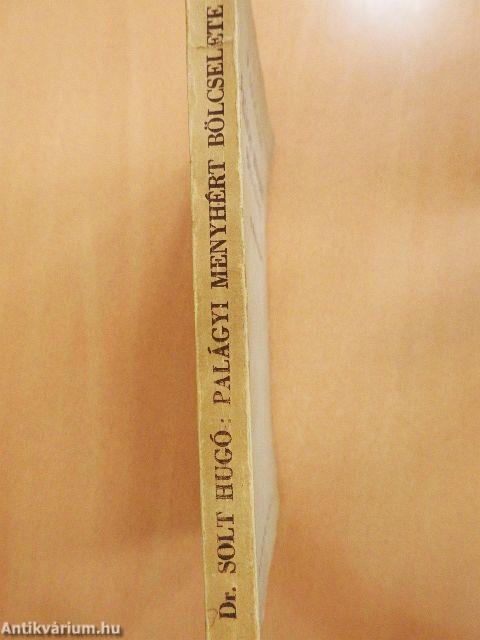 Dr. SOLT HUGÓ: PALÁGYI MENYHÉRT BÖLCSELETE
Antikvárium.hu